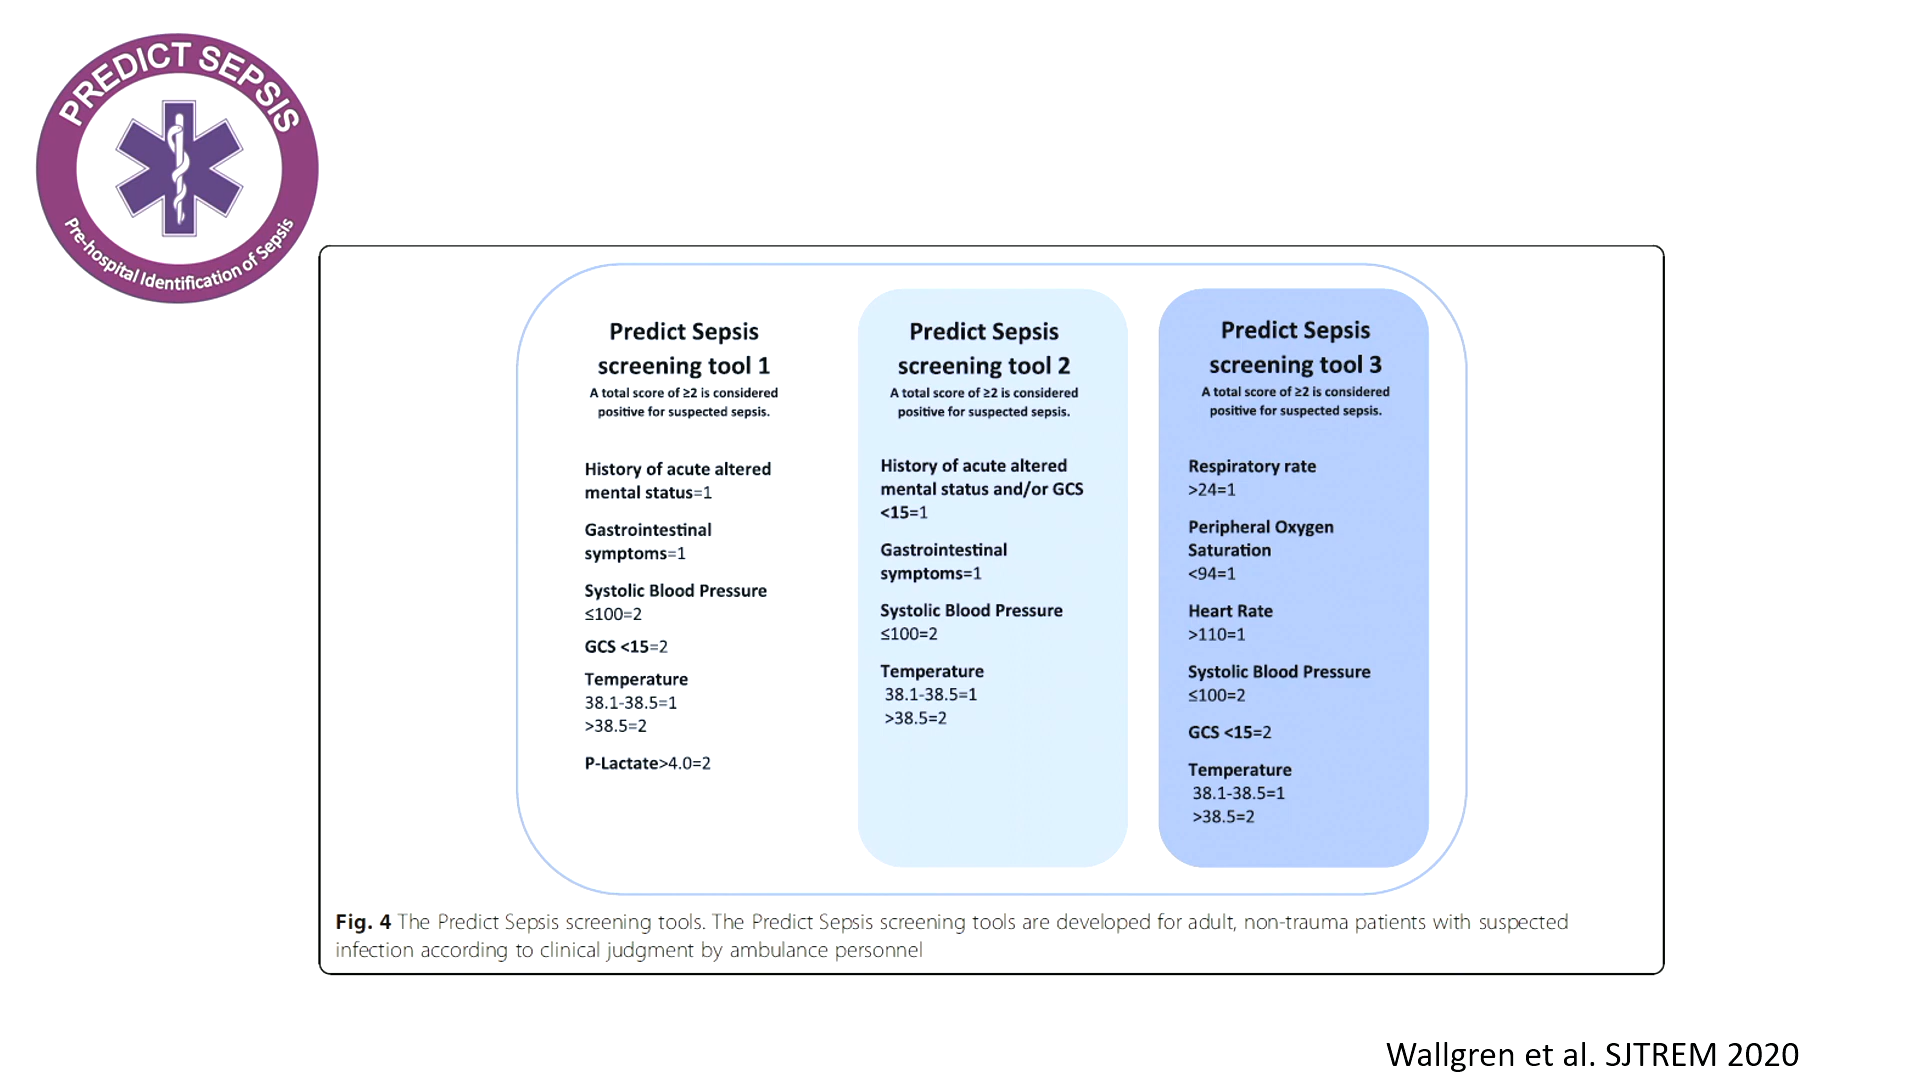 PREDICT SEPSIS
Pre-hospital Identification of Sepsis
Predict Sepsis
screening tool 1
A total score of ≥2 is considered
positive for suspected sepsis.
History of acute altered
mental status=1
Gastrointestinal
symptoms=1
Systolic Blood Pressure
≤100=2
GCS <15=2
Temperature
38.1-38.5=1
>38.5=2
P-Lactate>4.0=2
Predict Sepsis
screening tool 2
A total score of ≥2 is considered
positive for suspected sepsis.
History of acute altered
mental status and/or GCS
<15=1
Gastrointestinal
symptoms=1
Systolic Blood Pressure
≤100=2
Temperature
38.1-38.5=1
>38.5=2
Predict Sepsis
screening tool 3
A total score of ≥2 is considered
positive for suspected sepsis.
Respiratory rate
>24=1
Peripheral Oxygen
Saturation
<94=1
Heart Rate
>110=1
Systolic Blood Pressure
≤100=2
GCS <15=2
Temperature
38.1-38.5=1
>38.5=2
Fig. 4 The Predict Sepsis screening tools. The Predict Sepsis screening tools are developed for adult, non-trauma patients with suspected
infection according to clinical judgment by ambulance personnel
Wallgren et al. SJTREM 2020